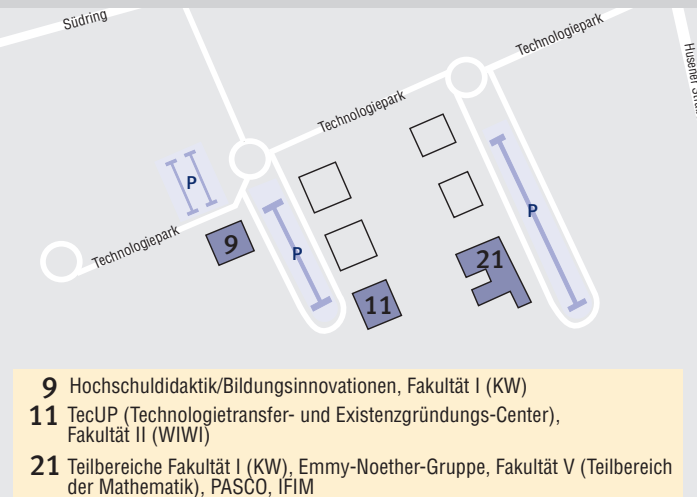 Südring
Technologiepark
Husener
Technologiepark
P
Technologiepark
9
P
P
21
11
9 Hochschuldidaktik/Bildungsinnovationen, Fakultät I (KW)
11 TecUP (Technologietransfer- und Existenzgründungs-Center),
Fakultät II (WIWI)
21 Teilbereiche Fakultät I (KW), Emmy-Noether-Gruppe, Fakultät V (Teilbereich
der Mathematik), PASCO, IFIM